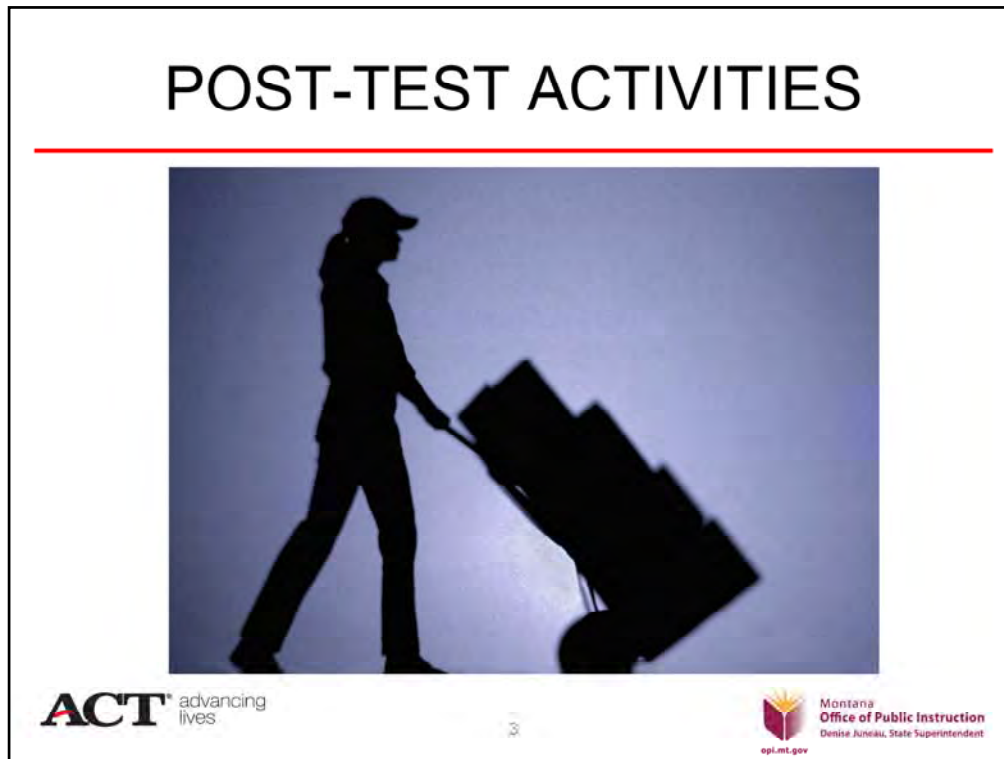 POST-TEST ACTIVITIES
ACT® advancing
lives
3
Montana
Office of Public Instruction
Denise Juneau, State Superintendent
opi.mt.gov